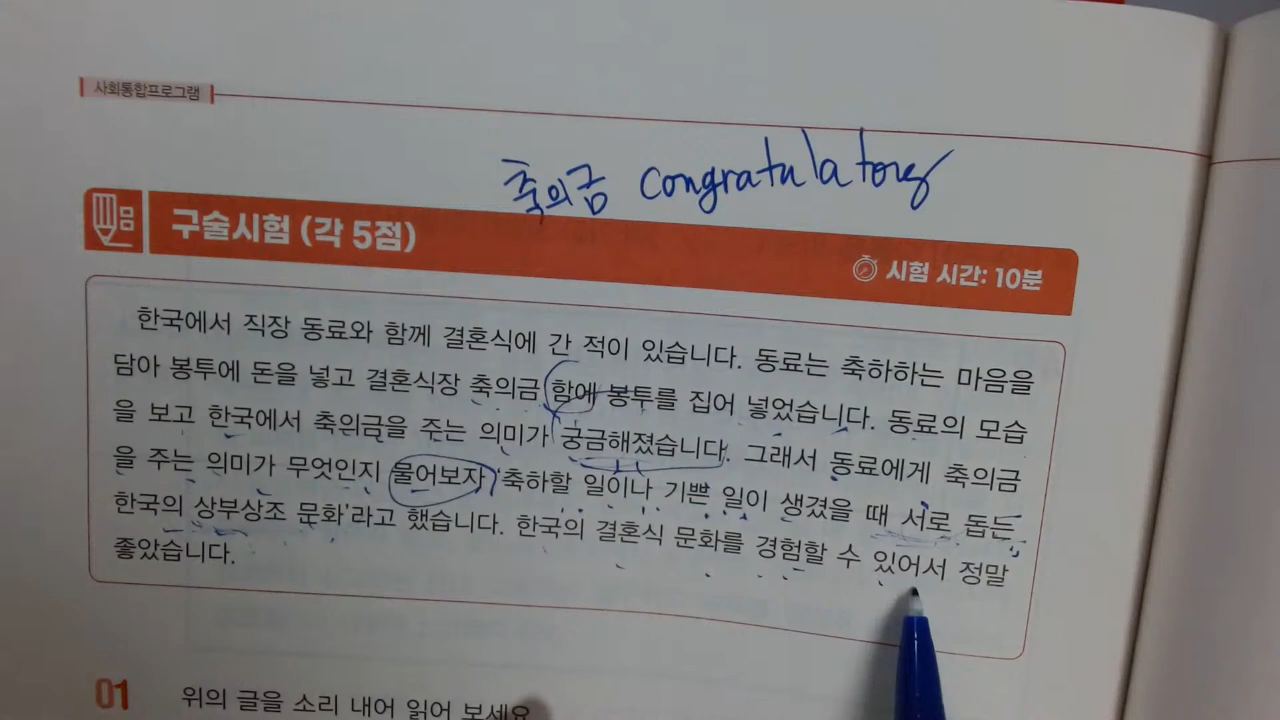 사회통합프로그램
축의금 congratulatory
구술시험 (각 5점)
시험 시간: 10분
한국에서 직장 동료와 함께 결혼식에 간 적이 있습니다. 동료는 축하하는 마음을
담아 봉투에 돈을 넣고 결혼식장 축의금 함에 봉투를 집어 넣었습니다. 동료의 모습
을 보고 한국에서 축의금을 주는 의미가 궁금해졌습니다. 그래서 동료에게 축의금
을 주는 의미가 무엇인지 물어보자 '축하할 일이나 기쁜 일이 생겼을 때 서로 돕는
한국의 상부상조 문화'라고 했습니다. 한국의 결혼식 문화를 경험할 수 있어서 정말
좋았습니다.
01 위의 글을 소리 내어 읽어 보세요